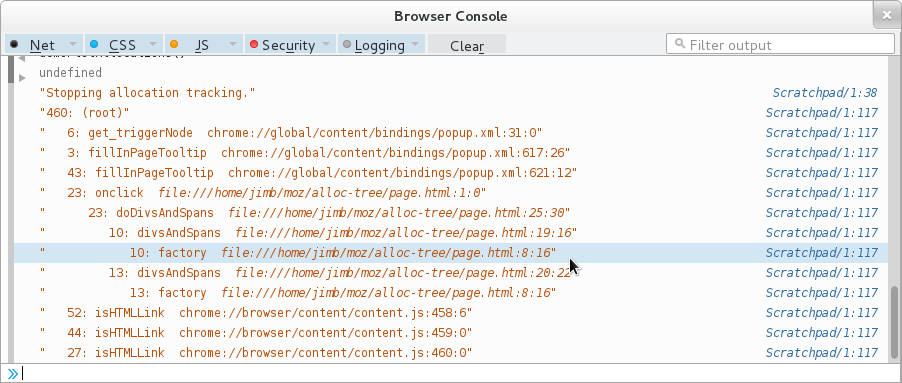 Browser Console
Net CSS JS Security Logging Clear Filter output
undefined
"Stopping allocation tracking." Scratchpad/1:38
"460: (root)" Scratchpad/1:117
" 6: get_triggerNode chrome://global/content/bindings/popup.xml:31:0" Scratchpad/1:117
" 3: fillInPageTooltip chrome://global/content/bindings/popup.xml:617:26" Scratchpad/1:117
" 43: fillInPageTooltip chrome://global/content/bindings/popup.xml:621:12" Scratchpad/1:117
" 23: onclick file:///home/jimb/moz/alloc-tree/page.html:1:0" Scratchpad/1:117
" 23: doDivsAndSpans file:///home/jimb/moz/alloc-tree/page.html:25:30" Scratchpad/1:117
" 10: divsAndSpans file:///home/jimb/moz/alloc-tree/page.html:19:16" Scratchpad/1:117
" 10: factory file:///home/jimb/moz/alloc-tree/page.html:8:16" Scratchpad/1:117
" 13: divsAndSpans file:///home/jimb/moz/alloc-tree/page.html:20:22" Scratchpad/1:117
" 13: factory file:///home/jimb/moz/alloc-tree/page.html:8:16" Scratchpad/1:117
" 52: isHTMLLink chrome://browser/content/content.js:458:6" Scratchpad/1:117
" 44: isHTMLLink chrome://browser/content/content.js:459:0" Scratchpad/1:117
" 27: isHTMLLink chrome://browser/content/content.js:460:0" Scratchpad/1:117